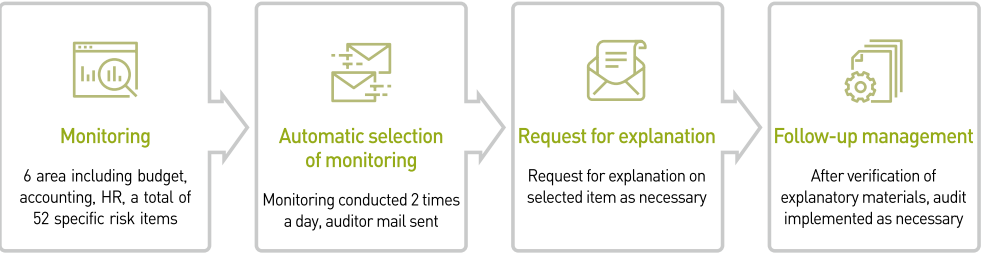 Monitoring
6 area including budget,
accounting, HR, a total of
52 specific risk items
Automatic selection
of monitoring
Monitoring conducted 2 times
a day, auditor mail sent
Request for explanation
Request for explanation on
selected item as necessary
Follow-up management
After verification of
explanatory materials, audit
implemented as necessary